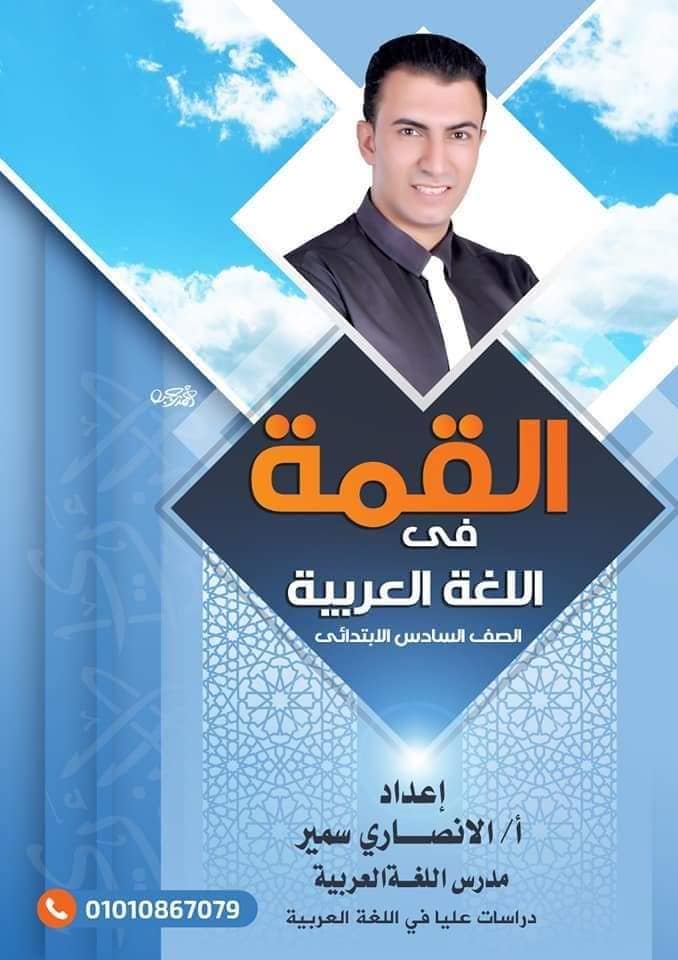 القمة
فى
اللغة العربية
الصف السادس الابتدائى
إعداد
أ/ الانصاري سمير
مدرس اللغة العربية
دراسات عليا في اللغة العربية
01010867079